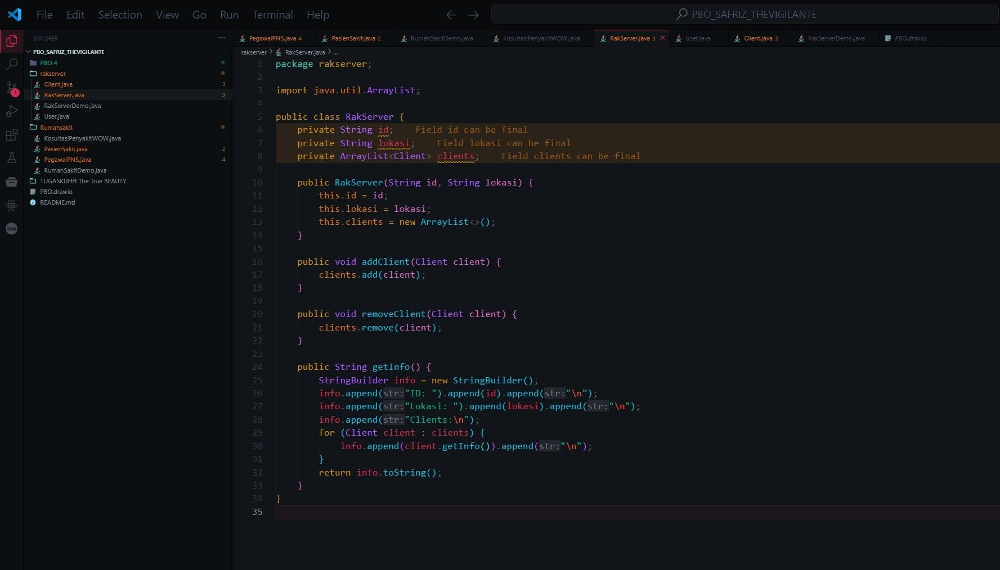 File Edit Selection View Go Run Terminal Help
PBO_SAFRIZ_THEVIGILANTE
EXPLORER ...
PBO_SAFRIZ_THEVIGILANTE
PBO 4
rakserver
Client.java 3
RakServer.java 3
RakServerDemo.java
User.java
Rumahsakit
KosultasiPenyakitWOW.java
PasienSakit.java 2
PegawaiPNS.java 4
RumahSakitDemo.java
TUGASKUHH The True BEAUTY
PBO.drawio
README.md
1
Json
PegawaiPNS.java 4 PasienSakit.java 2 RumahSakitDemo.java KosultasiPenyakitWOW.java RakServer.java 3 User.java Client.java 3 RakServerDemo.java PBO.drawio
rakserver > RakServer.java > ...
1 package rakserver;
2
3 import java.util.ArrayList;
4
5 public class RakServer {
6 private String id; Field id can be final
7 private String lokasi; Field lokasi can be final
8 private ArrayList<Client> clients; Field clients can be final
9
10 public RakServer(String id, String lokasi) {
11 this.id = id;
12 this.lokasi = lokasi;
13 this.clients = new ArrayList<>();
14 }
15
16 public void addClient(Client client) {
17 clients.add(client);
18 }
19
20 public void removeClient(Client client) {
21 clients.remove(client);
22 }
23
24 public String getInfo() {
25 StringBuilder info = new StringBuilder();
26 info.append(str:"ID: ").append(id).append(str:"\n");
27 info.append(str:"Lokasi: ").append(lokasi).append(str:"\n");
28 info.append(str:"Clients:\n");
29 for (Client client : clients) {
30 info.append(client.getInfo()).append(str:"\n");
31 }
32 return info.toString();
33 }
34 }
35